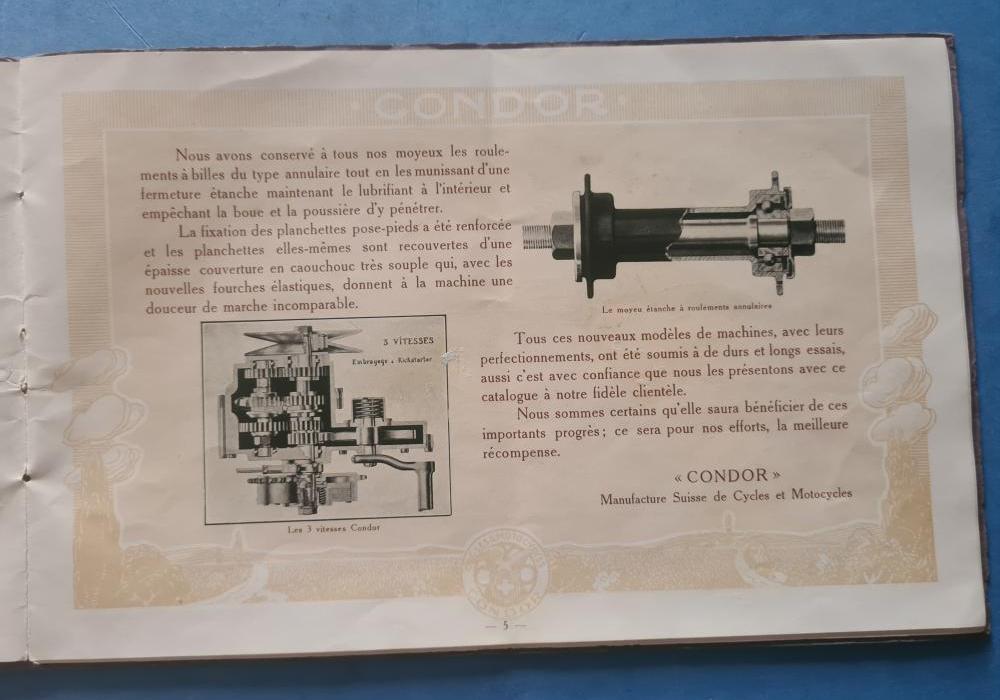 · CONDOR ·
Nous avons conservé à tous nos moyeux les roule-
ments à billes du type annulaire tout en les munissant d'une
fermeture étanche maintenant le lubrifiant à l'intérieur et
empêchant la boue et la poussière d'y pénétrer.
La fixation des planchettes pose-pieds a été renforcée
et les planchettes elles-mêmes sont recouvertes d'une
épaisse couverture en caoutchouc très souple qui, avec les
nouvelles fourches élastiques, donnent à la machine une
douceur de marche incomparable.
3 VITESSES
Embrayage & Kickstarter
Les 3 vitesses Condor
Le moyeu étanche à roulements annulaires
Tous ces nouveaux modèles de machines, avec leurs
perfectionnements, ont été soumis à de durs et longs essais,
aussi c'est avec confiance que nous les présentons avec ce
catalogue à notre fidèle clientèle.
Nous sommes certains qu'elle saura bénéficier de ces
importants progrès; ce sera pour nos efforts, la meilleure
récompense.
« CONDOR »
Manufacture Suisse de Cycles et Motocycles
CONDOR
— 5 —